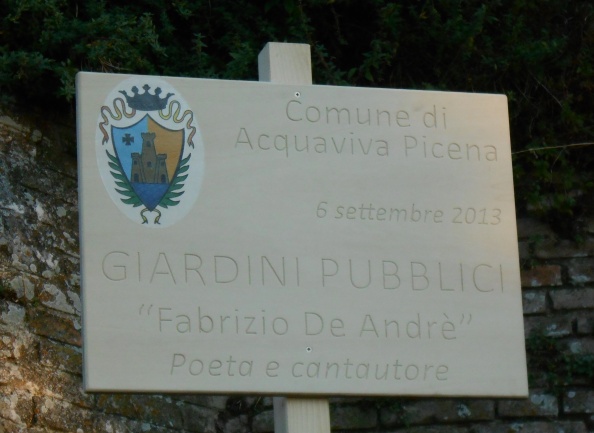 Comune di
Acquaviva Picena
6 settembre 2013
GIARDINI PUBBLICI
“Fabrizio De Andrè”
Poeta e cantautore